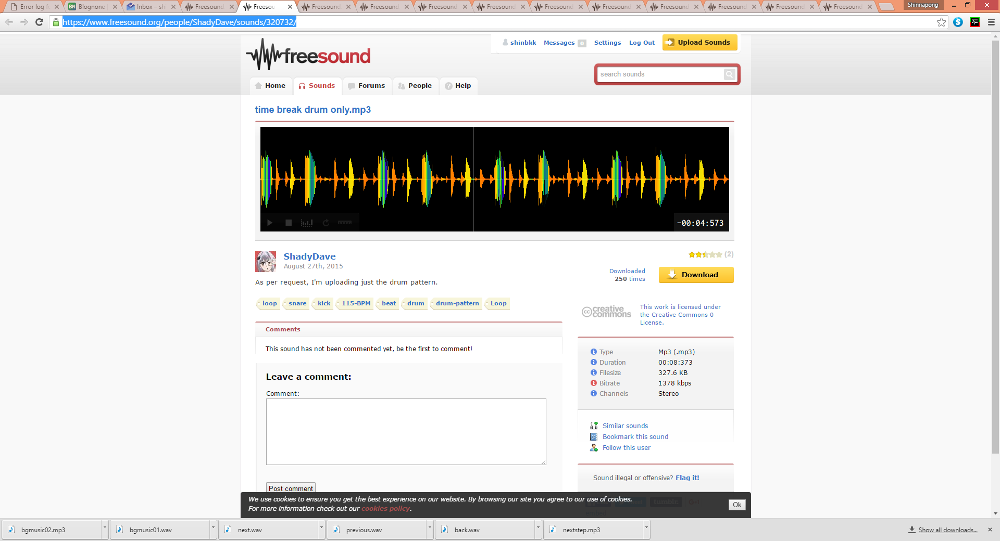 Error log fo
Blognone
Inbox – shi
Freesound
Freesou
Freesound
Freesound
Freesound
Freesound
Freesound
Freesound
Freesound
Freesound
Freesound
Freesound
Shinnapong
https://www.freesound.org/people/ShadyDave/sounds/320732/
freesound
shinbkk Messages 0 Settings Log Out Upload Sounds
search sounds
Home Sounds Forums People Help
time break drum only.mp3
-00:04:573
ShadyDave
August 27th, 2015
(2)
Downloaded
250 times
Download
As per request, I'm uploading just the drum pattern.
loop snare kick 115-BPM beat drum drum-pattern Loop
cc creative commons
This work is licensed under
the Creative Commons 0
License.
Comments
This sound has not been commented yet, be the first to comment!
Type Mp3 (.mp3)
Duration 00:08:373
Filesize 327.6 KB
Bitrate 1378 kbps
Channels Stereo
Leave a comment:
Comment:
Post comment
Similar sounds
Bookmark this sound
Follow this user
Sound illegal or offensive? Flag it!
We use cookies to ensure you get the best experience on our website. By browsing our site you agree to our use of cookies.
For more information check out our cookies policy.
Ok
bgmusic02.mp3
bgmusic01.wav
next.wav
previous.wav
back.wav
nextstep.mp3
Show all downloads...